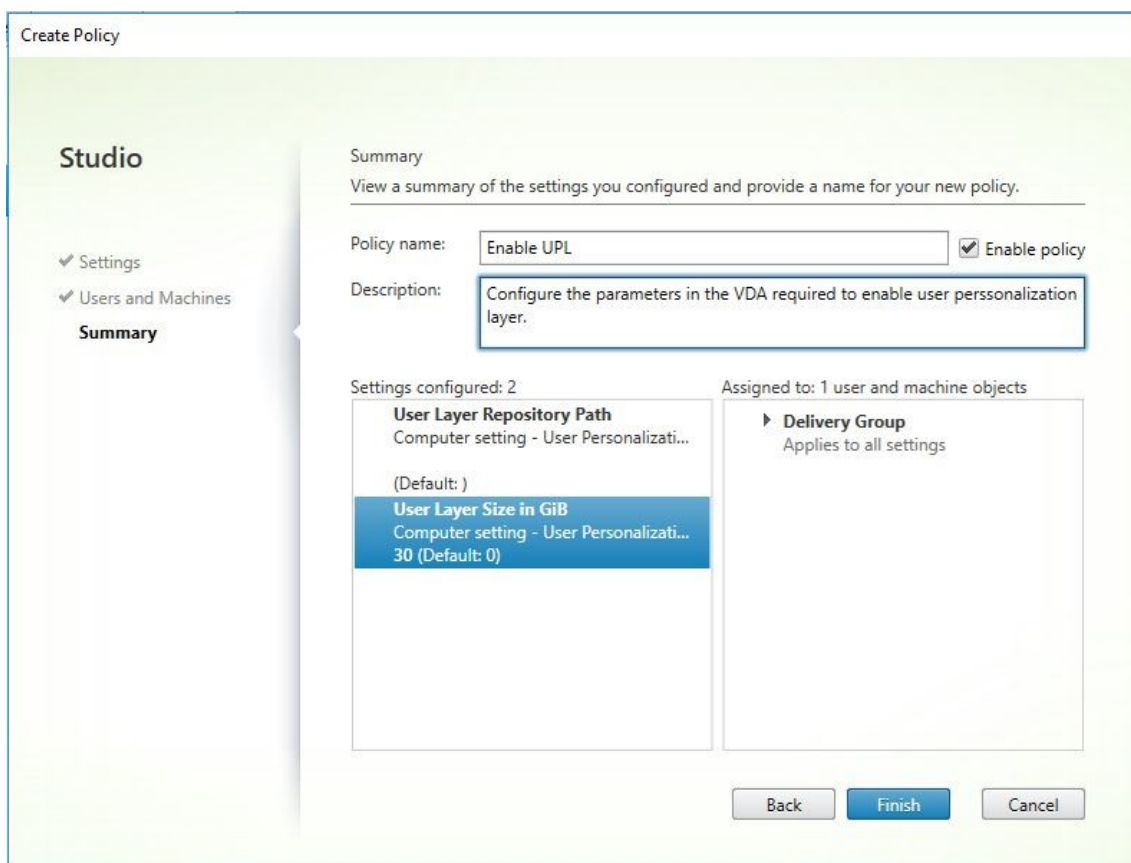 Create Policy
Studio
Settings
Users and Machines
Summary
Summary
View a summary of the settings you configured and provide a name for your new policy.
Policy name:
Enable UPL
Enable policy
Description:
Configure the parameters in the VDA required to enable user perssonalization
layer.
Settings configured: 2
User Layer Repository Path
Computer setting - User Personalizati...
(Default: )
User Layer Size in GiB
Computer setting - User Personalizati...
30 (Default: 0)
Assigned to: 1 user and machine objects
Delivery Group
Applies to all settings
Back
Finish
Cancel